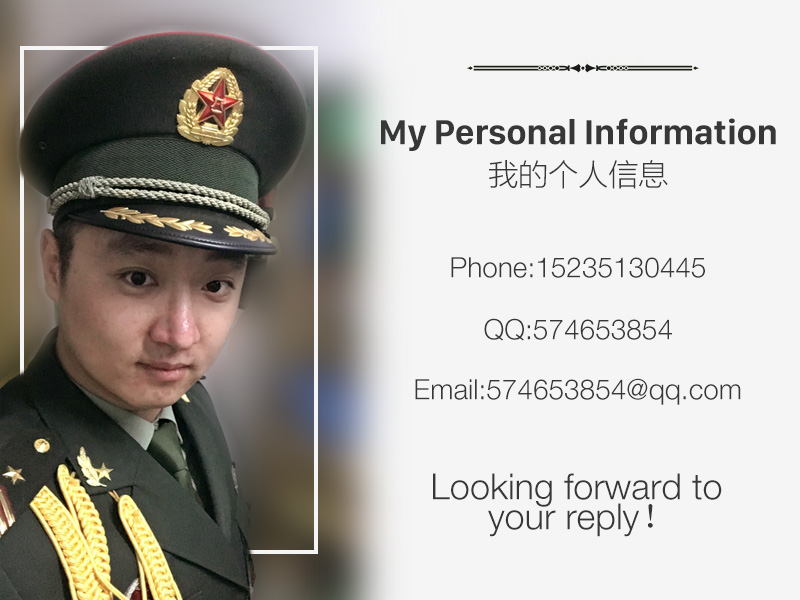 My Personal Information
我的个人信息
Phone:15235130445
QQ:574653854
Email:574653854@qq.com
Looking forward to
your reply！